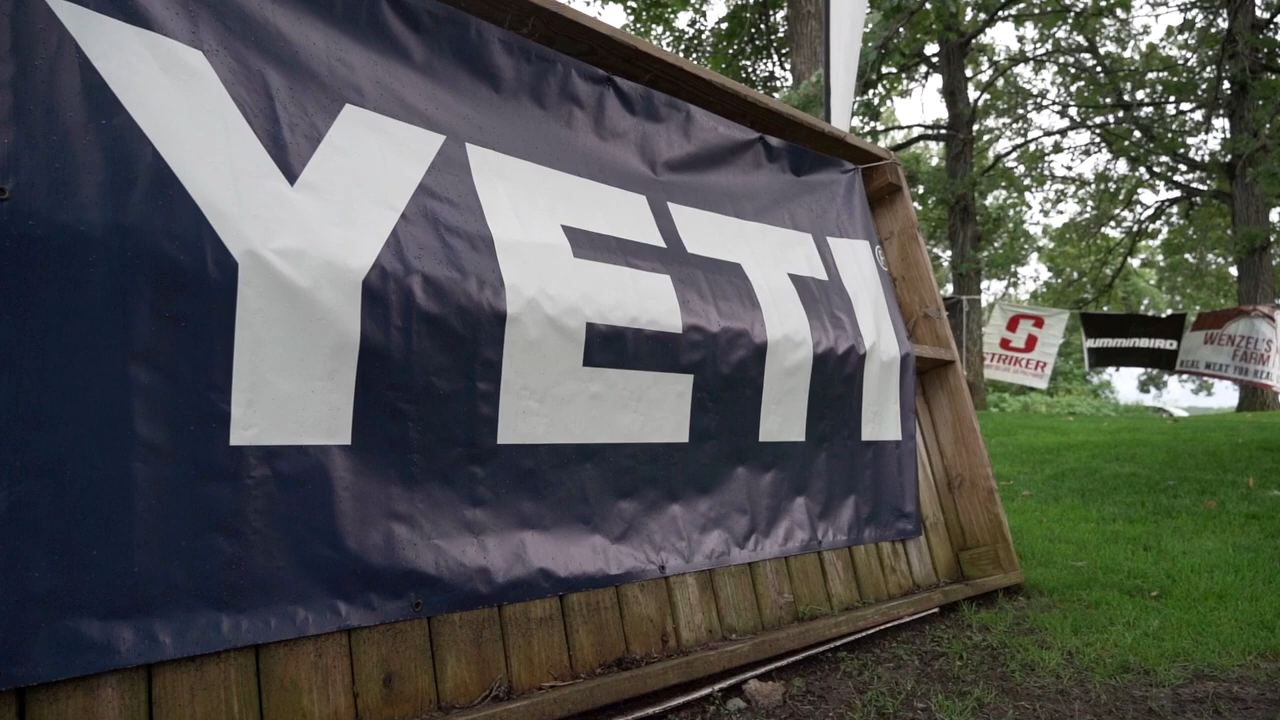 YETI®
STRIKER
HUMMINBIRD
WENZEL'S
FARM
REAL MEAT FOR REAL